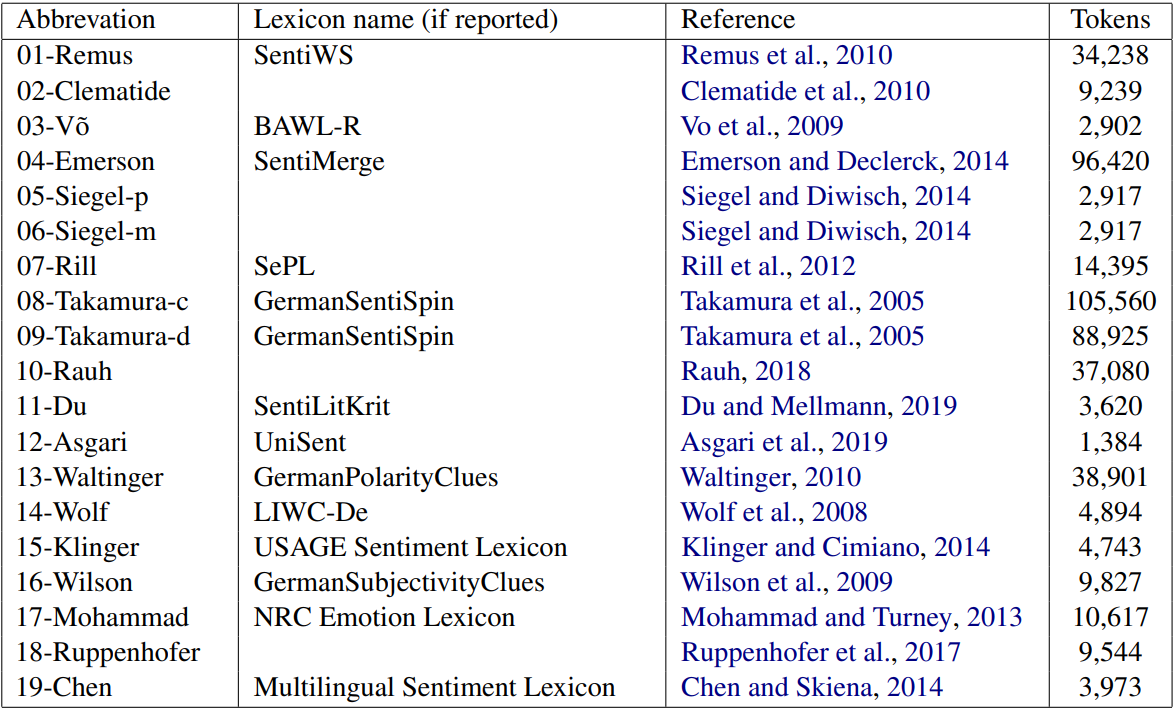 Abbrevation Lexicon name (if reported) Reference Tokens
01-Remus SentiWS Remus et al., 2010 34,238
02-Clematide Clematide et al., 2010 9,239
03-Võ BAWL-R Vo et al., 2009 2,902
04-Emerson SentiMerge Emerson and Declerck, 2014 96,420
05-Siegel-p Siegel and Diwisch, 2014 2,917
06-Siegel-m Siegel and Diwisch, 2014 2,917
07-Rill SePL Rill et al., 2012 14,395
08-Takamura-c GermanSentiSpin Takamura et al., 2005 105,560
09-Takamura-d GermanSentiSpin Takamura et al., 2005 88,925
10-Rauh Rauh, 2018 37,080
11-Du SentiLitKrit Du and Mellmann, 2019 3,620
12-Asgari UniSent Asgari et al., 2019 1,384
13-Waltinger GermanPolarityClues Waltinger, 2010 38,901
14-Wolf LIWC-De Wolf et al., 2008 4,894
15-Klinger USAGE Sentiment Lexicon Klinger and Cimiano, 2014 4,743
16-Wilson GermanSubjectivityClues Wilson et al., 2009 9,827
17-Mohammad NRC Emotion Lexicon Mohammad and Turney, 2013 10,617
18-Ruppenhofer Ruppenhofer et al., 2017 9,544
19-Chen Multilingual Sentiment Lexicon Chen and Skiena, 2014 3,973